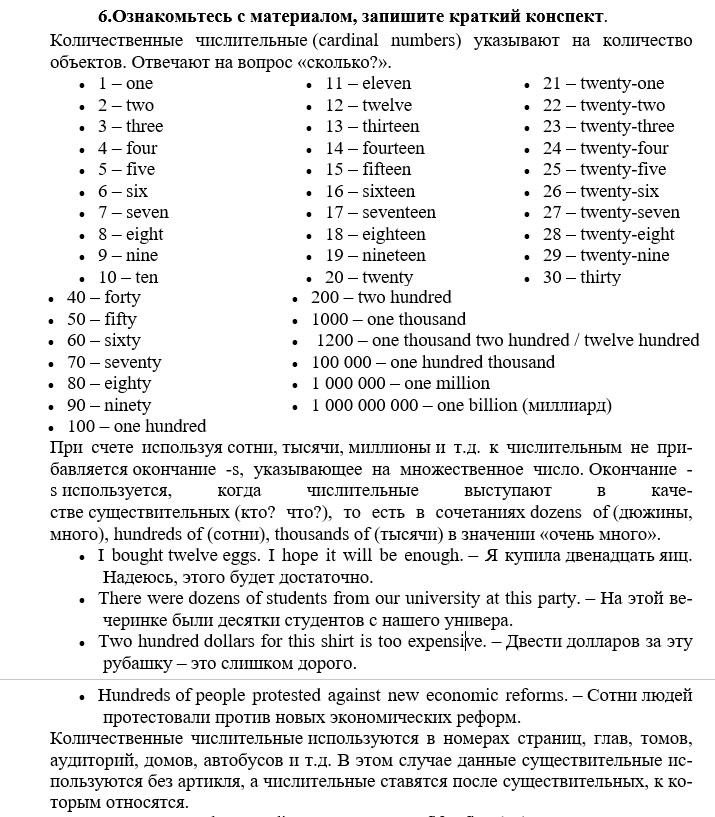 6.Ознакомьтесь с материалом, запишите краткий конспект.
Количественные числительные (cardinal numbers) указывают на количество
объектов. Отвечают на вопрос «сколько?».
• 1 – one
• 2 – two
• 3 – three
• 4 – four
• 5 – five
• 6 – six
• 7 – seven
• 8 – eight
• 9 – nine
• 10 – ten
• 11 – eleven
• 12 – twelve
• 13 – thirteen
• 14 – fourteen
• 15 – fifteen
• 16 – sixteen
• 17 – seventeen
• 18 – eighteen
• 19 – nineteen
• 20 – twenty
• 21 – twenty-one
• 22 – twenty-two
• 23 – twenty-three
• 24 – twenty-four
• 25 – twenty-five
• 26 – twenty-six
• 27 – twenty-seven
• 28 – twenty-eight
• 29 – twenty-nine
• 30 – thirty
• 40 – forty
• 50 – fifty
• 60 – sixty
• 70 – seventy
• 80 – eighty
• 90 – ninety
• 100 – one hundred
• 200 – two hundred
• 1000 – one thousand
• 1200 – one thousand two hundred / twelve hundred
• 100 000 – one hundred thousand
• 1 000 000 – one million
• 1 000 000 000 – one billion (миллиард)
При счете используя сотни, тысячи, миллионы и т.д. к числительным не при-
бавляется окончание -s, указывающее на множественное число. Окончание -
s используется, когда числительные выступают в каче-
стве существительных (кто? что?), то есть в сочетаниях dozens of (дюжины,
много), hundreds of (сотни), thousands of (тысячи) в значении «очень много».
• I bought twelve eggs. I hope it will be enough. – Я купила двенадцать яиц.
Надеюсь, этого будет достаточно.
• There were dozens of students from our university at this party. – На этой ве-
черинке были десятки студентов с нашего универа.
• Two hundred dollars for this shirt is too expensive. – Двести долларов за эту
рубашку – это слишком дорого.
• Hundreds of people protested against new economic reforms. – Сотни людей
протестовали против новых экономических реформ.
Количественные числительные используются в номерах страниц, глав, томов,
аудиторий, домов, автобусов и т.д. В этом случае данные существительные ис-
пользуются без артикля, а числительные ставятся после существительных, к ко-
торым относятся.